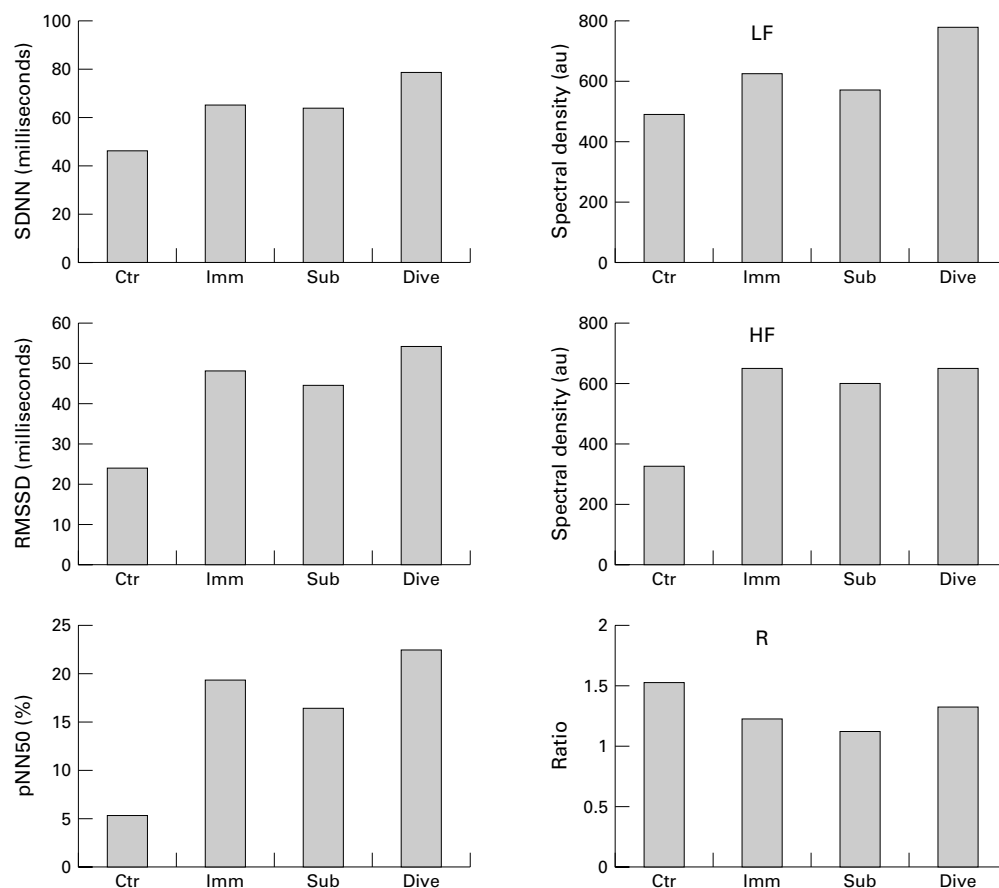 100
80
60
40
20
0
SDNN (milliseconds)
Ctr Imm Sub Dive
LF
800
600
400
200
0
Spectral density (au)
Ctr Imm Sub Dive
60
50
40
30
20
10
0
RMSSD (milliseconds)
Ctr Imm Sub Dive
HF
800
600
400
200
0
Spectral density (au)
Ctr Imm Sub Dive
25
20
15
10
5
0
pNN50 (%)
Ctr Imm Sub Dive
R
2
1.5
1
0.5
0
Ratio
Ctr Imm Sub Dive